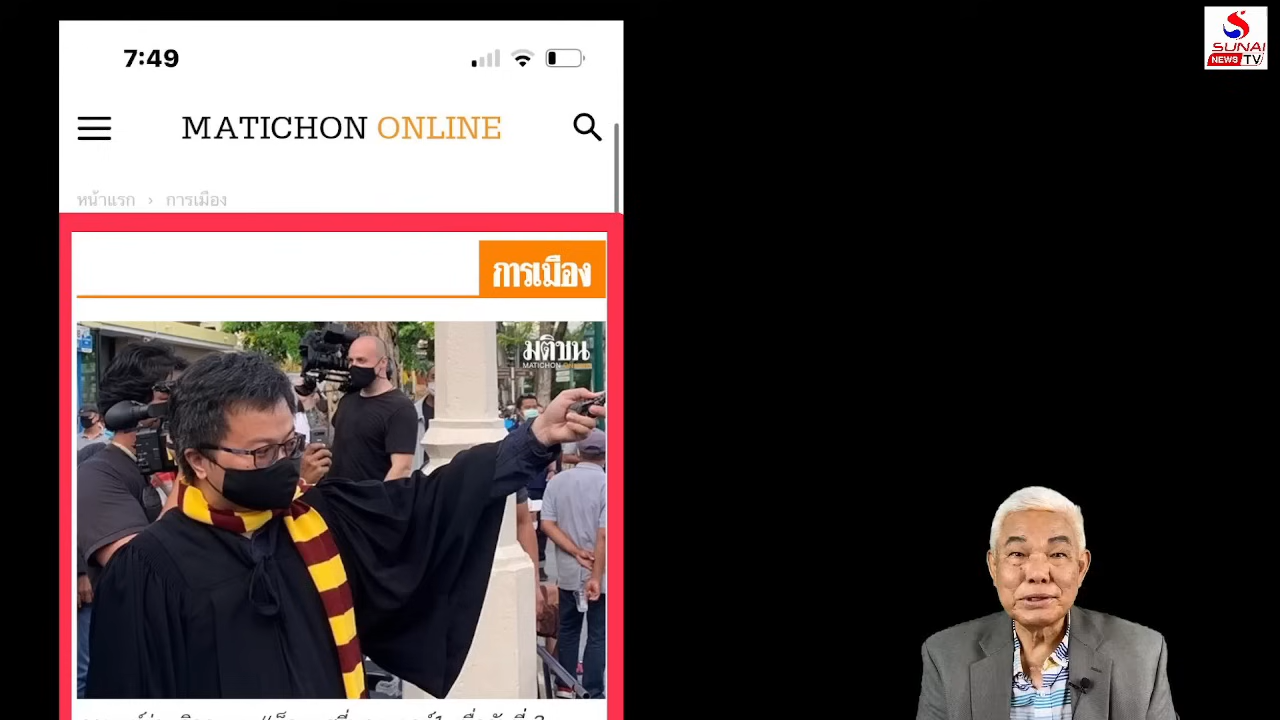 7:49
SUNAI
NEWS TV
MATICHON ONLINE
หน้าแรก › การเมือง
การเมือง
มติชน
MATICHON ONLINE